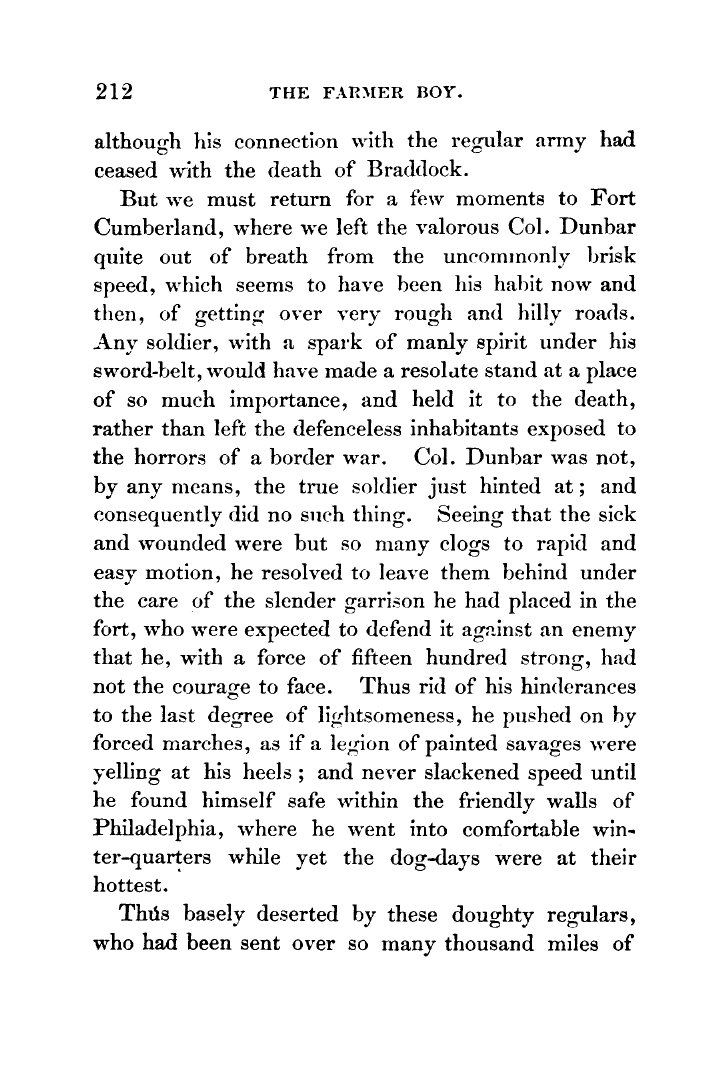 212 THE FARMER BOY.
although his connection with the regular army had
ceased with the death of Braddock.
But we must return for a few moments to Fort
Cumberland, where we left the valorous Col. Dunbar
quite out of breath from the uncommonly brisk
speed, which seems to have been his habit now and
then, of getting over very rough and hilly roads.
Any soldier, with a spark of manly spirit under his
sword-belt, would have made a resolute stand at a place
of so much importance, and held it to the death,
rather than left the defenceless inhabitants exposed to
the horrors of a border war. Col. Dunbar was not,
by any means, the true soldier just hinted at; and
consequently did no such thing. Seeing that the sick
and wounded were but so many clogs to rapid and
easy motion, he resolved to leave them behind under
the care of the slender garrison he had placed in the
fort, who were expected to defend it against an enemy
that he, with a force of fifteen hundred strong, had
not the courage to face. Thus rid of his hinderances
to the last degree of lightsomeness, he pushed on by
forced marches, as if a legion of painted savages were
yelling at his heels; and never slackened speed until
he found himself safe within the friendly walls of
Philadelphia, where he went into comfortable win-
ter-quarters while yet the dog-days were at their
hottest.
Thus basely deserted by these doughty regulars,
who had been sent over so many thousand miles of